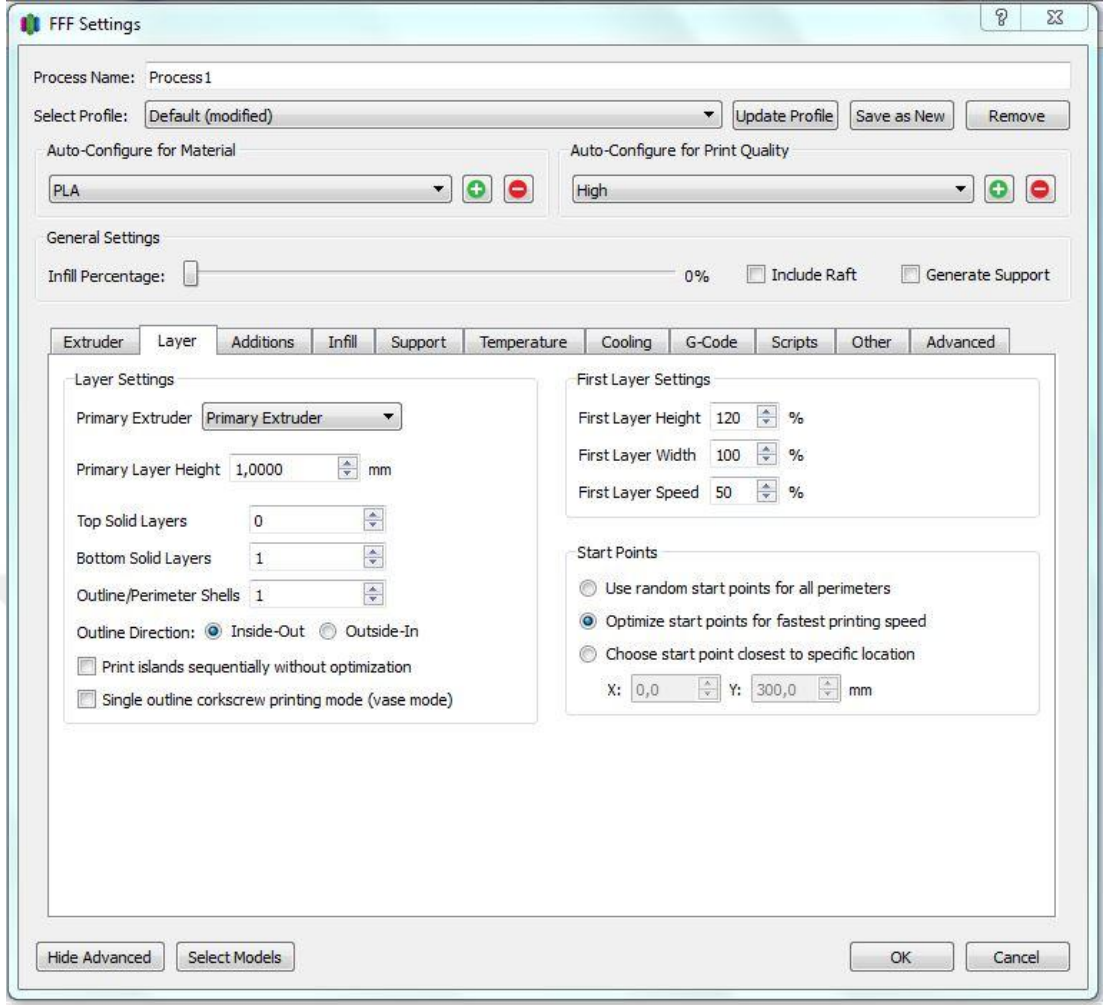 FFF Settings
Process Name: Process1
Select Profile: Default (modified) Update Profile Save as New Remove
Auto-Configure for Material Auto-Configure for Print Quality
PLA High
General Settings
Infill Percentage: 0% Include Raft Generate Support
Extruder Layer Additions Infill Support Temperature Cooling G-Code Scripts Other Advanced
Layer Settings
Primary Extruder Primary Extruder
Primary Layer Height 1,0000 mm
Top Solid Layers 0
Bottom Solid Layers 1
Outline/Perimeter Shells 1
Outline Direction: Inside-Out Outside-In
Print islands sequentially without optimization
Single outline corkscrew printing mode (vase mode)
First Layer Settings
First Layer Height 120 %
First Layer Width 100 %
First Layer Speed 50 %
Start Points
Use random start points for all perimeters
Optimize start points for fastest printing speed
Choose start point closest to specific location
X: 0,0 Y: 300,0 mm
Hide Advanced Select Models OK Cancel